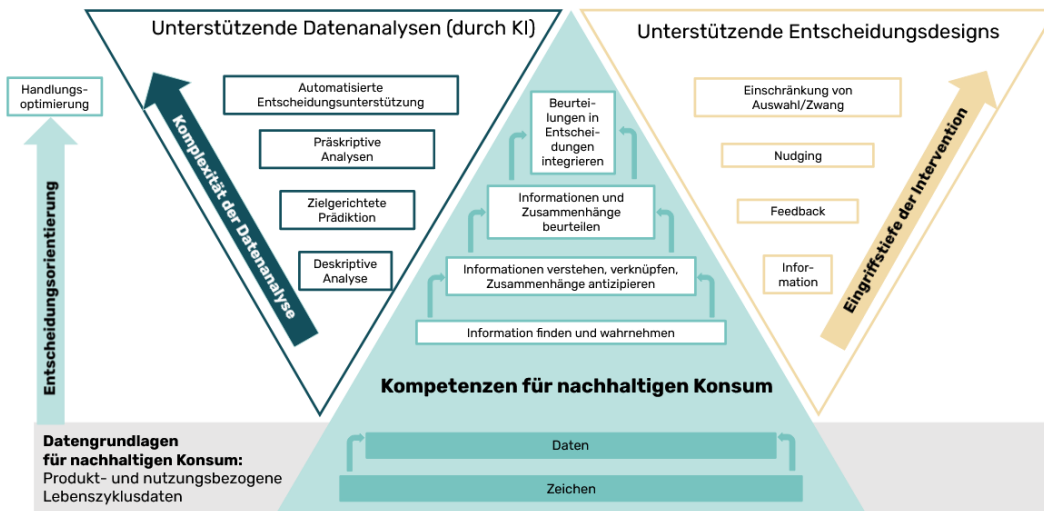 Unterstützende Datenanalysen (durch KI)
Unterstützende Entscheidungsdesigns
Handlungs-
optimierung
Entscheidungsorientierung
Komplexität der Datenanalyse
Automatisierte
Entscheidungsunterstützung
Präskriptive
Analysen
Zielgerichtete
Prädiktion
Deskriptive
Analyse
Beurtei-
lungen in
Entschei-
dungen
integrieren
Informationen und
Zusammenhänge
beurteilen
Informationen verstehen, verknüpfen,
Zusammenhänge antizipieren
Information finden und wahrnehmen
Kompetenzen für nachhaltigen Konsum
Daten
Zeichen
Einschränkung von
Auswahl/Zwang
Nudging
Feedback
Infor-
mation
Eingriffstiefe der Intervention
Datengrundlagen
für nachhaltigen Konsum:
Produkt- und nutzungsbezogene
Lebenszyklusdaten